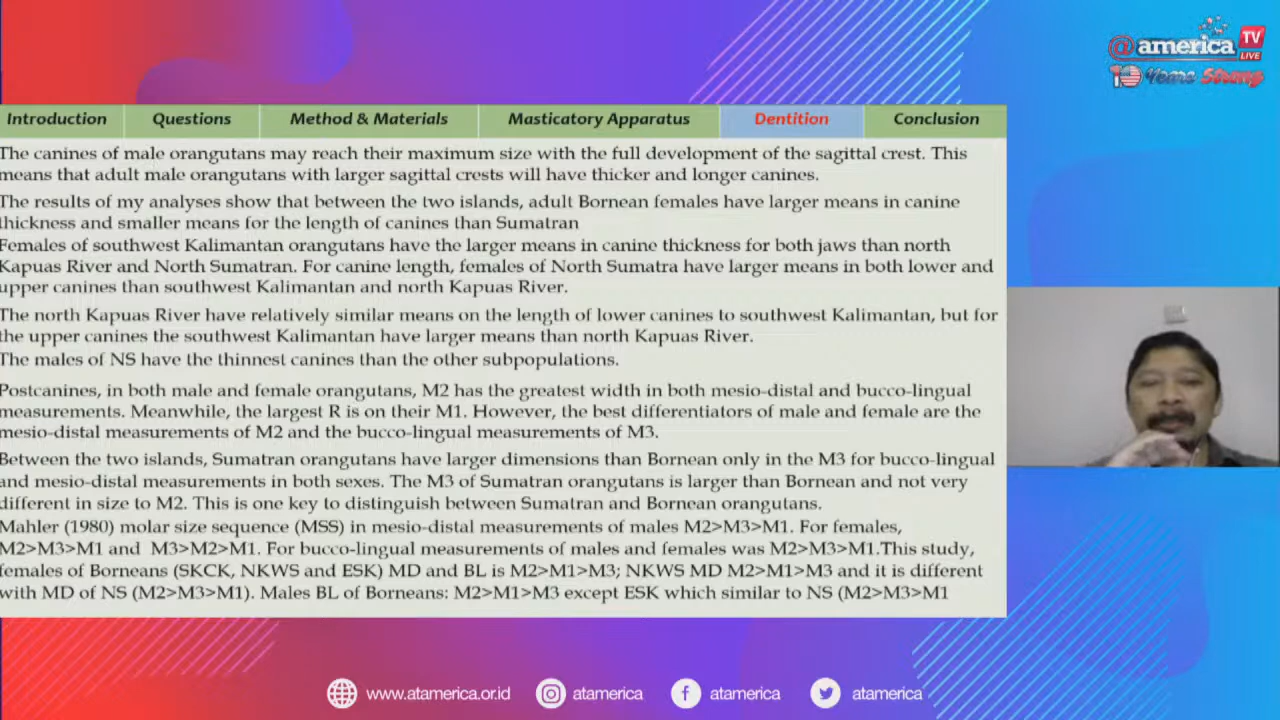 @america TV
LIVE
10 Years Strong
Introduction Questions Method & Materials Masticatory Apparatus Dentition Conclusion
The canines of male orangutans may reach their maximum size with the full development of the sagittal crest. This
means that adult male orangutans with larger sagittal crests will have thicker and longer canines.
The results of my analyses show that between the two islands, adult Bornean females have larger means in canine
thickness and smaller means for the length of canines than Sumatran
Females of southwest Kalimantan orangutans have the larger means in canine thickness for both jaws than north
Kapuas River and North Sumatran. For canine length, females of North Sumatra have larger means in both lower and
upper canines than southwest Kalimantan and north Kapuas River.
The north Kapuas River have relatively similar means on the length of lower canines to southwest Kalimantan, but for
the upper canines the southwest Kalimantan have larger means than north Kapuas River.
The males of NS have the thinnest canines than the other subpopulations.
Postcanines, in both male and female orangutans, M2 has the greatest width in both mesio-distal and bucco-lingual
measurements. Meanwhile, the largest R is on their M1. However, the best differentiators of male and female are the
mesio-distal measurements of M2 and the bucco-lingual measurements of M3.
Between the two islands, Sumatran orangutans have larger dimensions than Bornean only in the M3 for bucco-lingual
and mesio-distal measurements in both sexes. The M3 of Sumatran orangutans is larger than Bornean and not very
different in size to M2. This is one key to distinguish between Sumatran and Bornean orangutans.
Mahler (1980) molar size sequence (MSS) in mesio-distal measurements of males M2>M3>M1. For females,
M2>M3>M1 and M3>M2>M1. For bucco-lingual measurements of males and females was M2>M3>M1.This study,
females of Borneans (SKCK, NKWS and ESK) MD and BL is M2>M1>M3; NKWS MD M2>M1>M3 and it is different
with MD of NS (M2>M3>M1). Males BL of Borneans: M2>M1>M3 except ESK which similar to NS (M2>M3>M1
www.atamerica.or.id atamerica atamerica atamerica